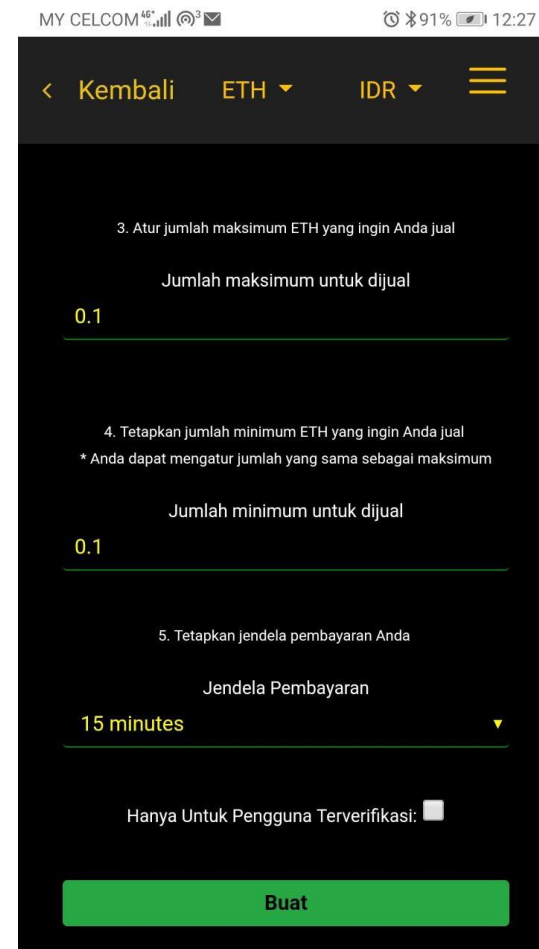 MY CELCOM 46+ 3 91% 12:27
< Kembali ETH IDR
3. Atur jumlah maksimum ETH yang ingin Anda jual
Jumlah maksimum untuk dijual
0.1
4. Tetapkan jumlah minimum ETH yang ingin Anda jual
* Anda dapat mengatur jumlah yang sama sebagai maksimum
Jumlah minimum untuk dijual
0.1
5. Tetapkan jendela pembayaran Anda
Jendela Pembayaran
15 minutes
Hanya Untuk Pengguna Terverifikasi:
Buat